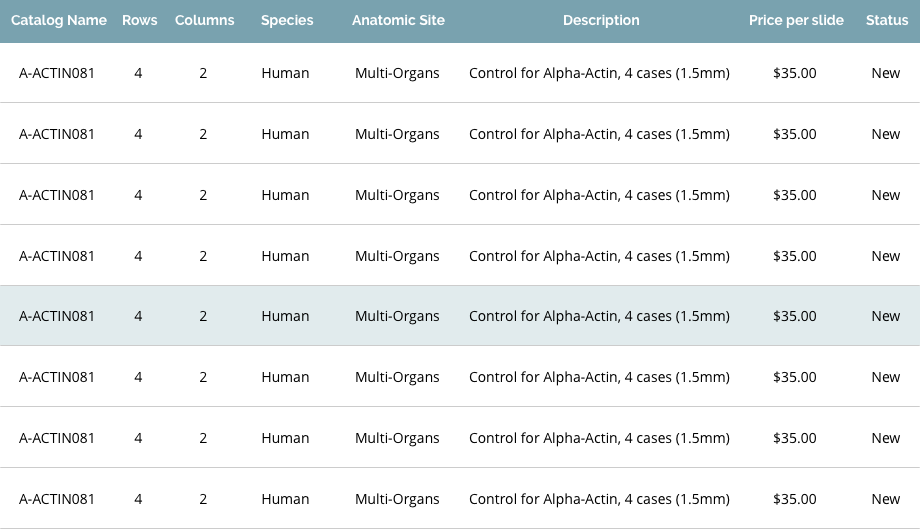 Catalog Name Rows Columns Species Anatomic Site Description Price per slide Status
A-ACTIN081 4 2 Human Multi-Organs Control for Alpha-Actin, 4 cases (1.5mm) $35.00 New
A-ACTIN081 4 2 Human Multi-Organs Control for Alpha-Actin, 4 cases (1.5mm) $35.00 New
A-ACTIN081 4 2 Human Multi-Organs Control for Alpha-Actin, 4 cases (1.5mm) $35.00 New
A-ACTIN081 4 2 Human Multi-Organs Control for Alpha-Actin, 4 cases (1.5mm) $35.00 New
A-ACTIN081 4 2 Human Multi-Organs Control for Alpha-Actin, 4 cases (1.5mm) $35.00 New
A-ACTIN081 4 2 Human Multi-Organs Control for Alpha-Actin, 4 cases (1.5mm) $35.00 New
A-ACTIN081 4 2 Human Multi-Organs Control for Alpha-Actin, 4 cases (1.5mm) $35.00 New
A-ACTIN081 4 2 Human Multi-Organs Control for Alpha-Actin, 4 cases (1.5mm) $35.00 New